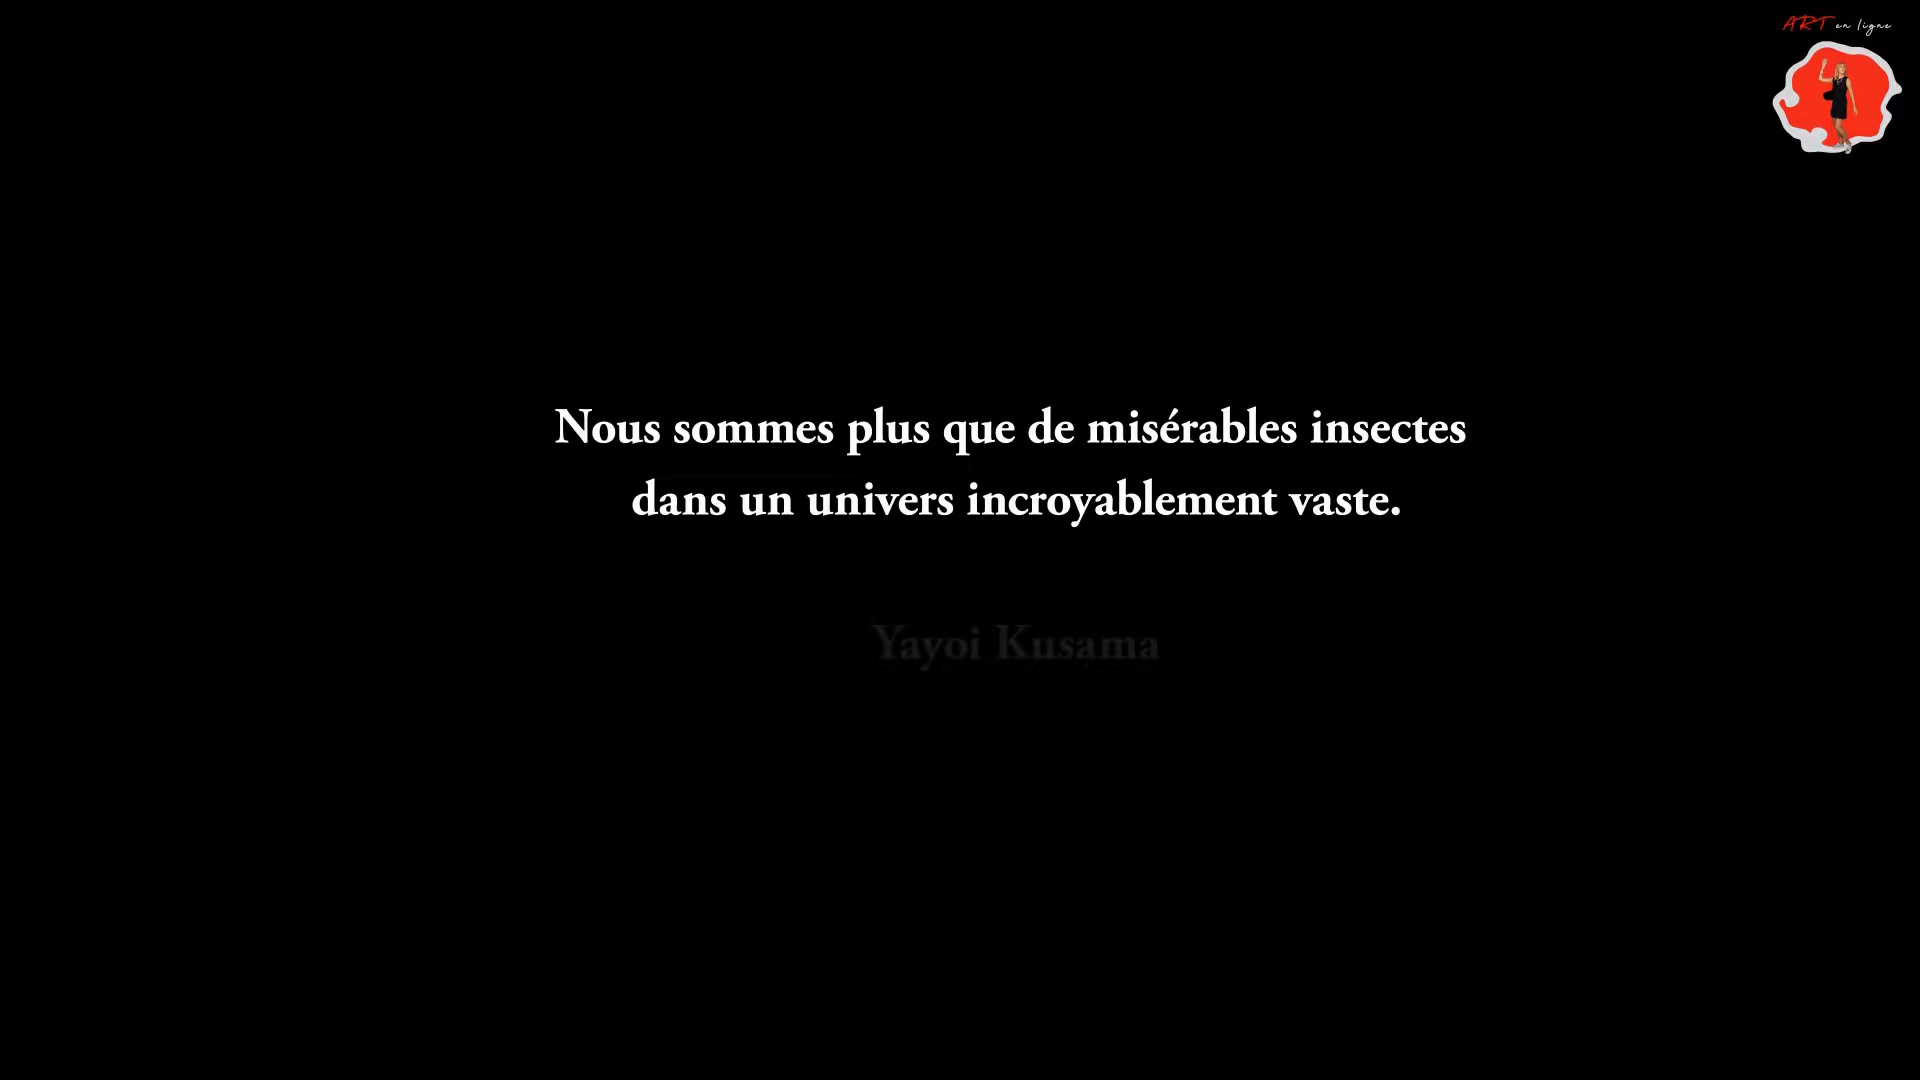 ART en ligne
Nous sommes plus que de misérables insectes
dans un univers incroyablement vaste.
Yayoi Kusama